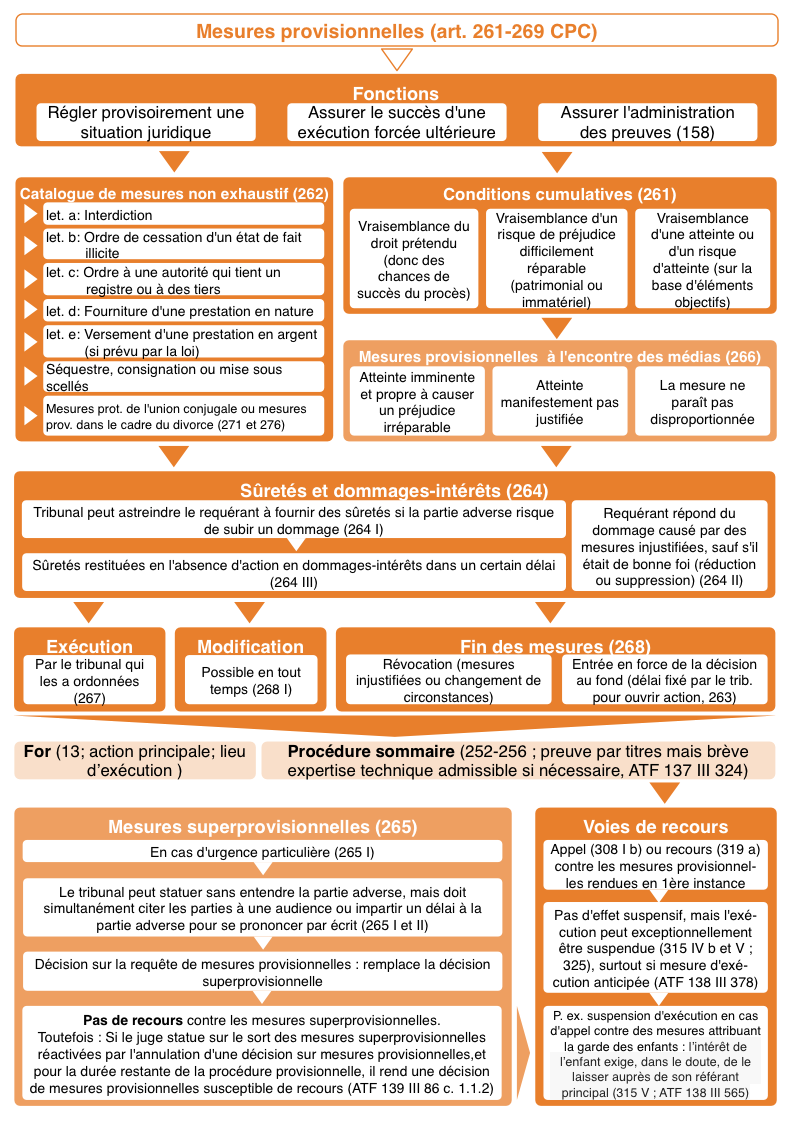 Mesures provisionnelles (art. 261-269 CPC)
Fonctions
Régler provisoirement une
situation juridique
Assurer le succès d'une
exécution forcée ultérieure
Assurer l'administration
des preuves (158)
Catalogue de mesures non exhaustif (262)
let. a: Interdiction
let. b: Ordre de cessation d'un état de fait
illicite
let. c: Ordre à une autorité qui tient un
registre ou à des tiers
let. d: Fourniture d'une prestation en nature
let. e: Versement d'une prestation en argent
(si prévu par la loi)
Séquestre, consignation ou mise sous
scellés
Mesures prot. de l'union conjugale ou mesures
prov. dans le cadre du divorce (271 et 276)
Conditions cumulatives (261)
Vraisemblance du
droit prétendu
(donc des
chances de
succès du procès)
Vraisemblance d'un
risque de préjudice
difficilement
réparable
(patrimonial ou
immatériel)
Vraisemblance
d'une atteinte ou
d'un risque
d'atteinte (sur la
base d'éléments
objectifs)
Mesures provisionnelles à l'encontre des médias (266)
Atteinte imminente
et propre à causer
un préjudice
irréparable
Atteinte
manifestement pas
justifiée
La mesure ne
paraît pas
disproportionnée
Sûretés et dommages-intérêts (264)
Tribunal peut astreindre le requérant à fournir des sûretés si la partie adverse risque
de subir un dommage (264 I)
Sûretés restituées en l'absence d'action en dommages-intérêts dans un certain délai
(264 III)
Requérant répond du
dommage causé par des
mesures injustifiées, sauf s'il
était de bonne foi (réduction
ou suppression) (264 II)
Exécution
Par le tribunal qui
les a ordonnées
(267)
Modification
Possible en tout
temps (268 I)
Fin des mesures (268)
Révocation (mesures
injustifiées ou changement de
circonstances)
Entrée en force de la décision
au fond (délai fixé par le trib.
pour ouvrir action, 263)
For (13; action principale; lieu
d'exécution )
Procédure sommaire (252-256 ; preuve par titres mais brève
expertise technique admissible si nécessaire, ATF 137 III 324)
Mesures superprovisionnelles (265)
En cas d'urgence particulière (265 I)
Le tribunal peut statuer sans entendre la partie adverse, mais doit
simultanément citer les parties à une audience ou impartir un délai à la
partie adverse pour se prononcer par écrit (265 I et II)
Décision sur la requête de mesures provisionnelles : remplace la décision
superprovisionnelle
Pas de recours contre les mesures superprovisionnelles.
Toutefois : Si le juge statue sur le sort des mesures superprovisionnelles
réactivées par l'annulation d'une décision sur mesures provisionnelles,et
pour la durée restante de la procédure provisionnelle, il rend une décision
de mesures provisionnelles susceptible de recours (ATF 139 III 86 c. 1.1.2)
Voies de recours
Appel (308 I b) ou recours (319 a)
contre les mesures provisionnel-
les rendues en 1ère instance
Pas d'effet suspensif, mais l'exé-
cution peut exceptionnellement
être suspendue (315 IV b et V ;
325), surtout si mesure d'exé-
cution anticipée (ATF 138 III 378)
P. ex. suspension d'exécution en cas
d'appel contre des mesures attribuant
la garde des enfants : l'intérêt de
l'enfant exige, dans le doute, de le
laisser auprès de son référant
principal (315 V ; ATF 138 III 565)